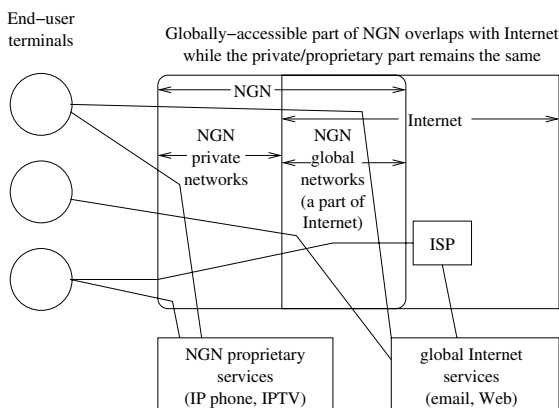 End−user
terminals
Globally−accessible part of NGN overlaps with Internet
while the private/proprietary part remains the same
NGN
Internet
NGN
private
networks
NGN
global
networks
(a part of
Internet)
ISP
NGN proprietary
services
(IP phone, IPTV)
global Internet
services
(email, Web)